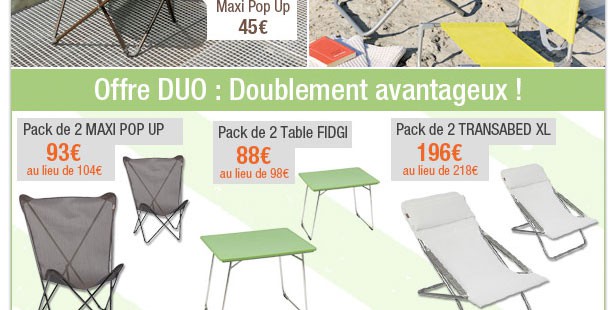 Maxi Pop Up
45€
Offre DUO : Doublement avantageux !
Pack de 2 MAXI POP UP
93€
au lieu de 104€
Pack de 2 Table FIDGI
88€
au lieu de 98€
Pack de 2 TRANSABED XL
196€
au lieu de 218€